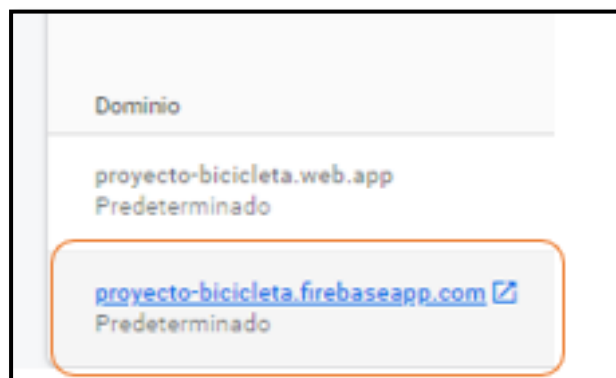 Dominio
proyecto-bicicleta.web.app
Predeterminado
proyecto-bicicleta.firebaseapp.com
Predeterminado